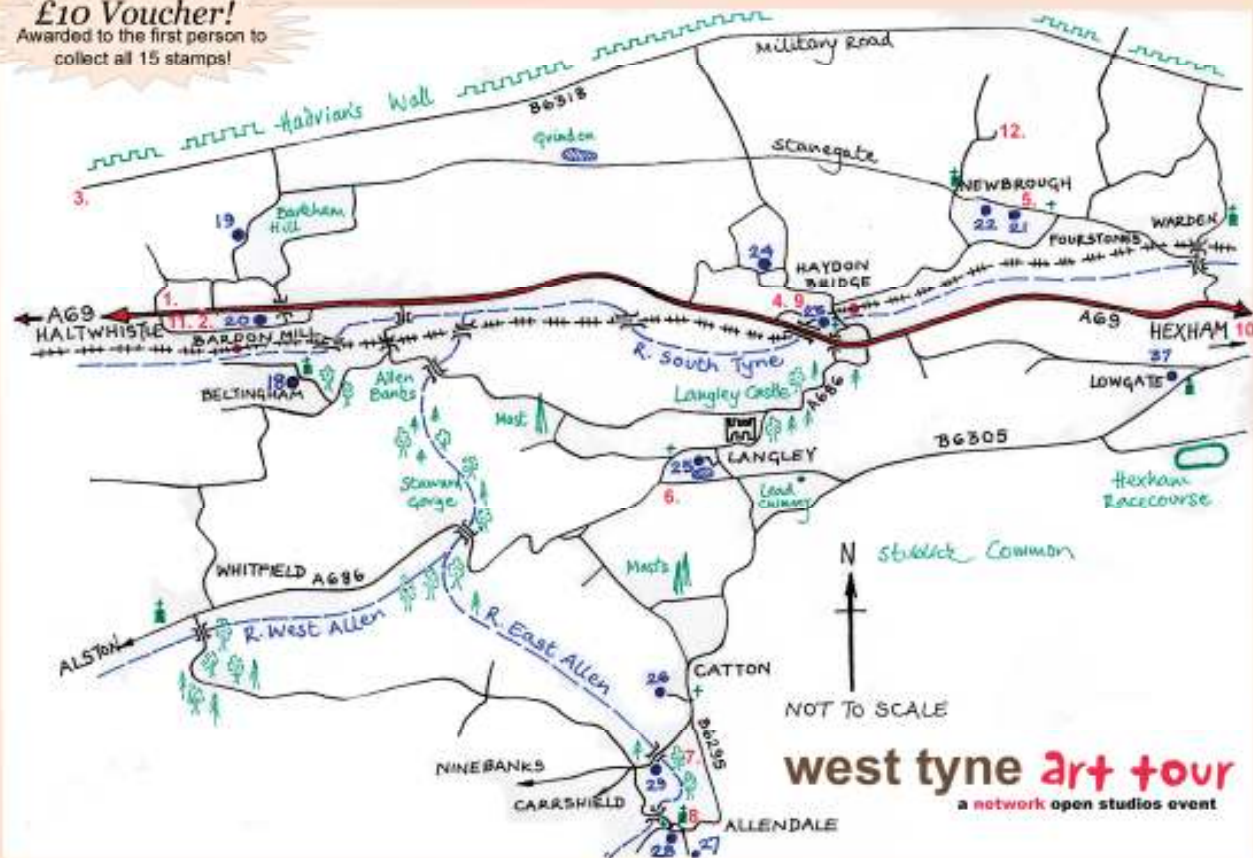 £10 Voucher!
Awarded to the first person to
collect all 15 stamps!
Military Road
Hadrian's Wall
B6318
Grindon
Stanegate
12.
3.
NEWBROUGH
5.
19
Barcham
Hill
22
21
WARDEN
FOURSTONES
24
HAYDON
BRIDGE
1.
4. 9
23
A69
HALTWHISTLE
11. 2.
20
BARDON MILL
A69
HEXHAM
10
R. South Tyne
37
LOWGATE
18
BELTINGHAM
Allen
Banks
Langley Castle
A686
Mast
B6305
25
LANGLEY
Hexham
Racecourse
Staward
Gorge
6.
Lead
Chimney
N
Stublick Common
WHITFIELD
A686
Masts
R. West Allen
R. East Allen
ALSTON
CATTON
26
NOT TO SCALE
B6295
7.
NINEBANKS
29
CARRSHIELD
8.
ALLENDALE
28
27
west tyne art tour
a network open studios event